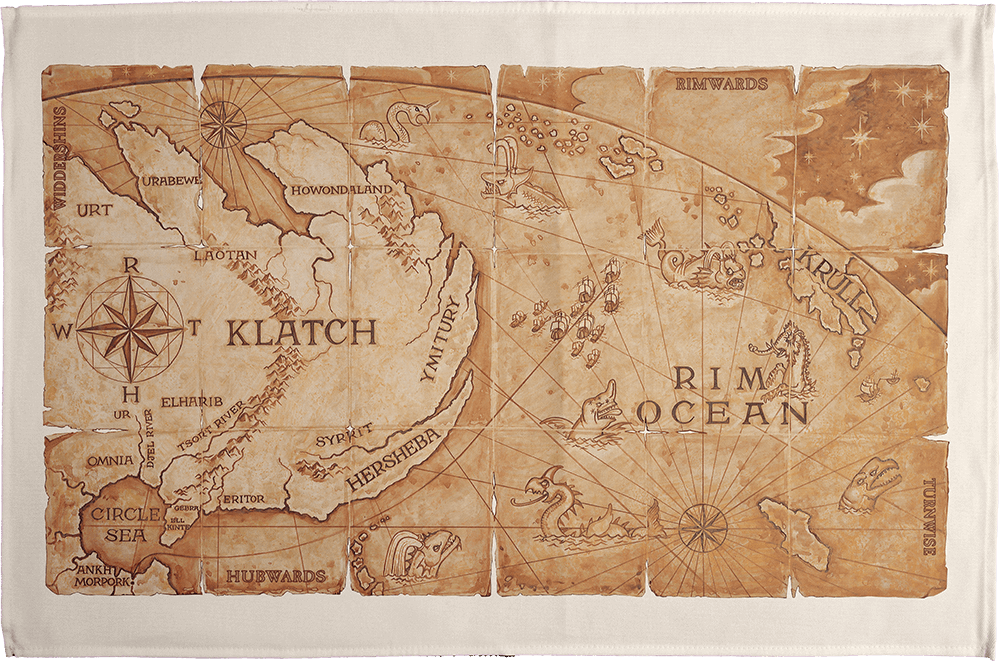 RIMWARDS
WIDDERSHINS
URABEWE
HOWONDALAND
URT
LAOTAN
KRULL
R
W
T
H
KLATCH
YMITURY
RIM
OCEAN
ELHARIB
UR
DJEL RIVER
TSORT RIVER
SYRRIT
HERSHEBA
OMNIA
ERITOR
GEBRA
CIRCLE
SEA
TURNWISE
ANKH
MORPORK
HUBWARDS